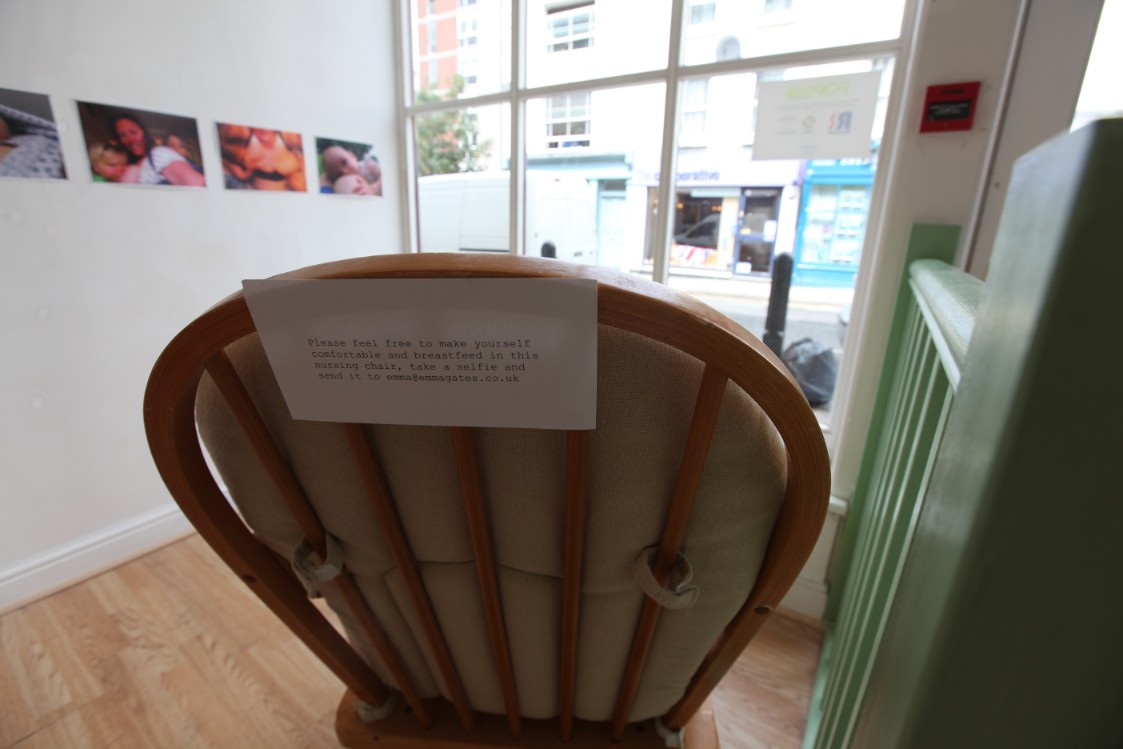 Please feel free to make yourself
comfortable and breastfeed in this
nursing chair, take a selfie and
send it to emma@emmagates.co.uk